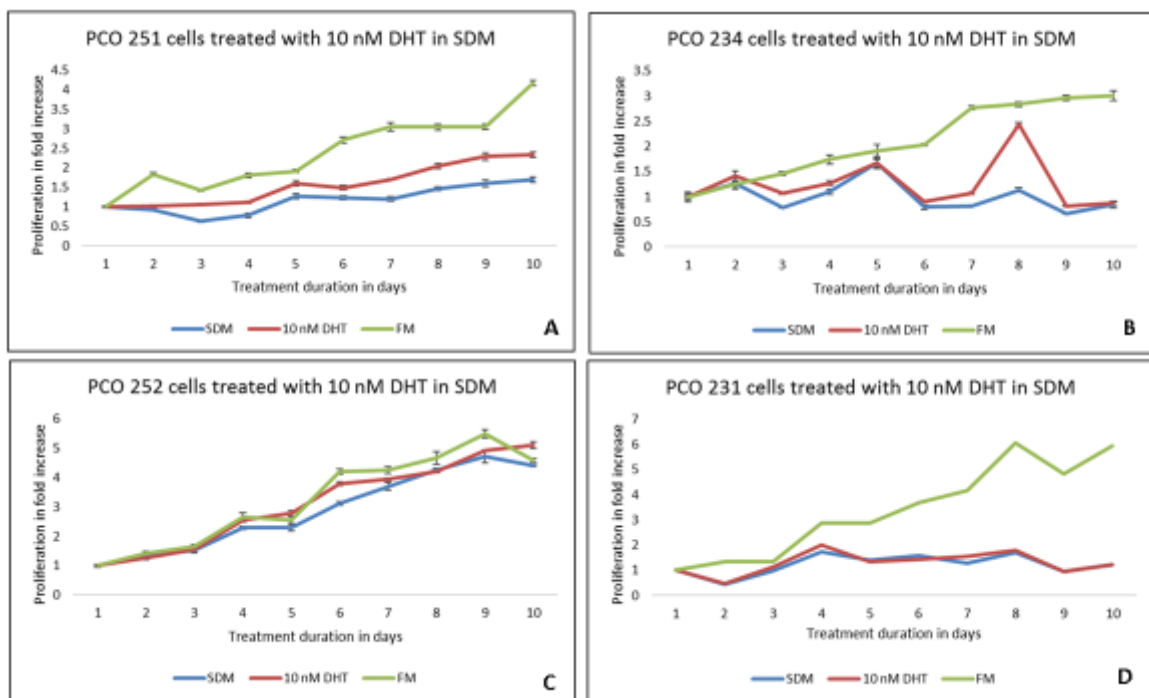 PCO 251 cells treated with 10 nM DHT in SDM
Proliferation in fold increase
4.5
4
3.5
3
2.5
2
1.5
1
0.5
0
1 2 3 4 5 6 7 8 9 10
Treatment duration in days
SDM 10 nM DHT FM
A
PCO 234 cells treated with 10 nM DHT in SDM
Proliferation in fold increase
3.5
3
2.5
2
1.5
1
0.5
0
1 2 3 4 5 6 7 8 9 10
Treatment duration in days
SDM 10 nM DHT FM
B
PCO 252 cells treated with 10 nM DHT in SDM
Proliferation in fold increase
6
5
4
3
2
1
0
1 2 3 4 5 6 7 8 9 10
Treatment duration in days
SDM 10 nM DHT FM
C
PCO 231 cells treated with 10 nM DHT in SDM
Proliferation in fold increase
7
6
5
4
3
2
1
0
1 2 3 4 5 6 7 8 9 10
Treatment duration in days
SDM 10 nM DHT FM
D